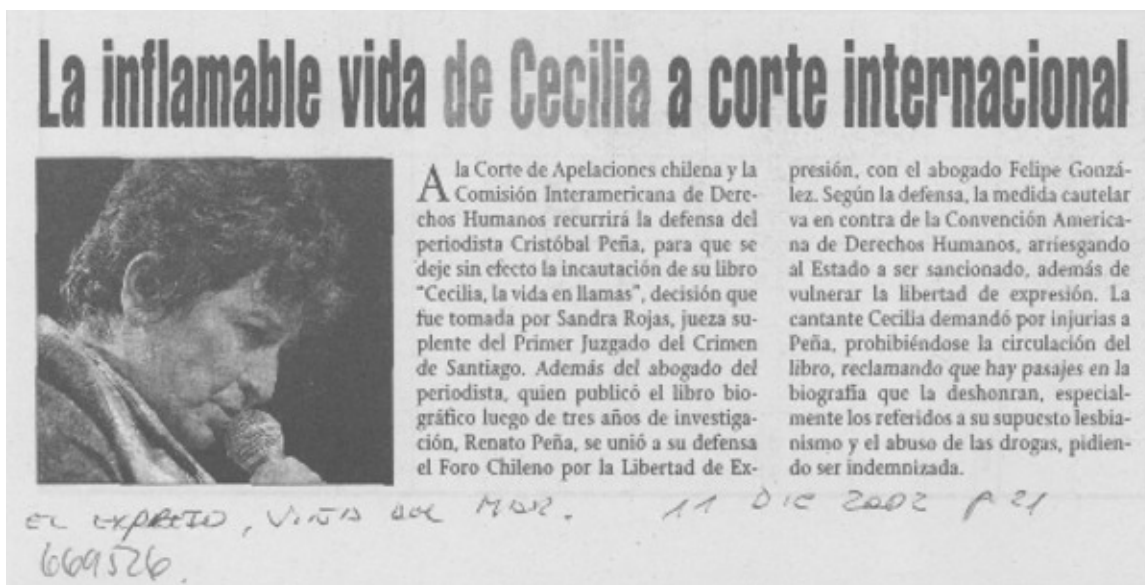 La inflamable vida de Cecilia a corte internacional
A la Corte de Apelaciones chilena y la
Comisión Interamericana de Dere-
chos Humanos recurrirá la defensa del
periodista Cristóbal Peña, para que se
deje sin efecto la incautación de su libro
"Cecilia, la vida en llamas", decisión que
fue tomada por Sandra Rojas, jueza su-
plente del Primer Juzgado del Crimen
de Santiago. Además del abogado del
periodista, quien publicó el libro bio-
gráfico luego de tres años de investiga-
ción, Renato Peña, se unió a su defensa
el Foro Chileno por la Libertad de Ex-
presión, con el abogado Felipe Gonzá-
lez. Según la defensa, la medida cautelar
va en contra de la Convención America-
na de Derechos Humanos, arriesgando
al Estado a ser sancionado, además de
vulnerar la libertad de expresión. La
cantante Cecilia demandó por injurias a
Peña, prohibiéndose la circulación del
libro, reclamando que hay pasajes en la
biografía que la deshonran, especial-
mente los referidos a su supuesto lesbia-
nismo y el abuso de las drogas, pidien-
do ser indemnizada.
EL EXPRESO, VIÑA DEL MAR. 11 DIC 2002 p 21
669526.